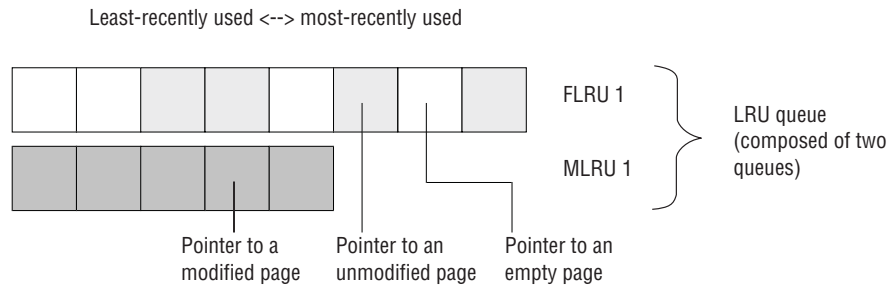 Least-recently used <--> most-recently used
FLRU 1
MLRU 1
LRU queue
(composed of two
queues)
Pointer to a
modified page
Pointer to an
unmodified page
Pointer to an
empty page